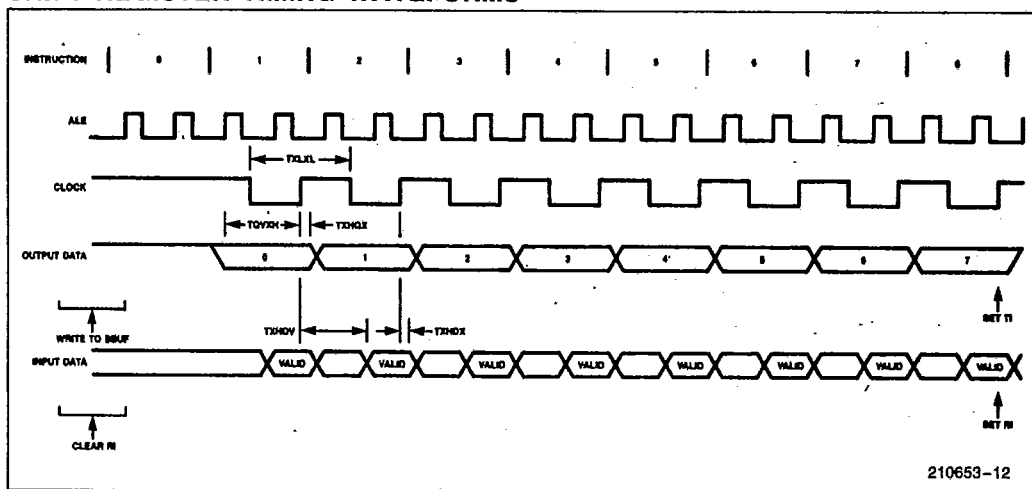 INSTRUCTION 0 1 2 3 4 5 6 7 8
ALE
TXLXL
CLOCK
TQVXH TXHQX
OUTPUT DATA 0 1 2 3 4 5 6 7
WRITE TO SBUF SET TI
TXHDV TXHDX
INPUT DATA VALID VALID VALID VALID VALID VALID VALID VALID
CLEAR RI SET RI
210653-12